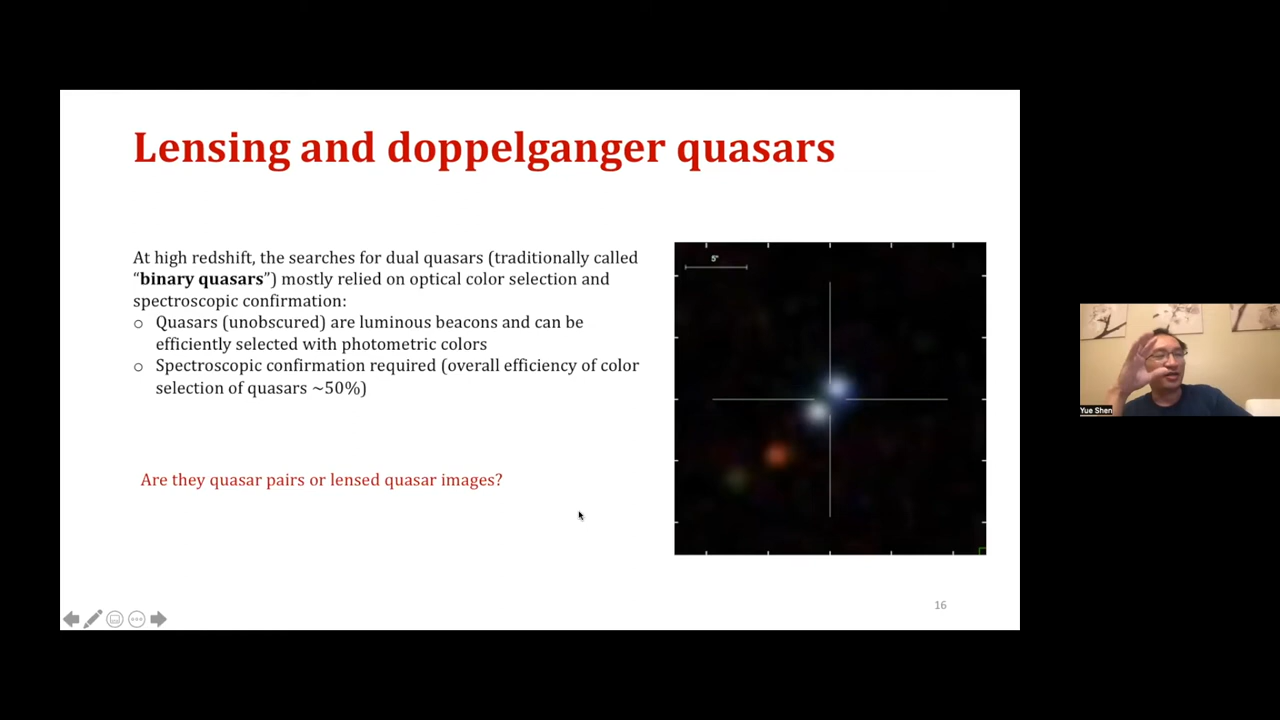 Lensing and doppelganger quasars
At high redshift, the searches for dual quasars (traditionally called
“binary quasars”) mostly relied on optical color selection and
spectroscopic confirmation:
o Quasars (unobscured) are luminous beacons and can be
efficiently selected with photometric colors
o Spectroscopic confirmation required (overall efficiency of color
selection of quasars ~50%)
Are they quasar pairs or lensed quasar images?
5"
16
Yue Shen